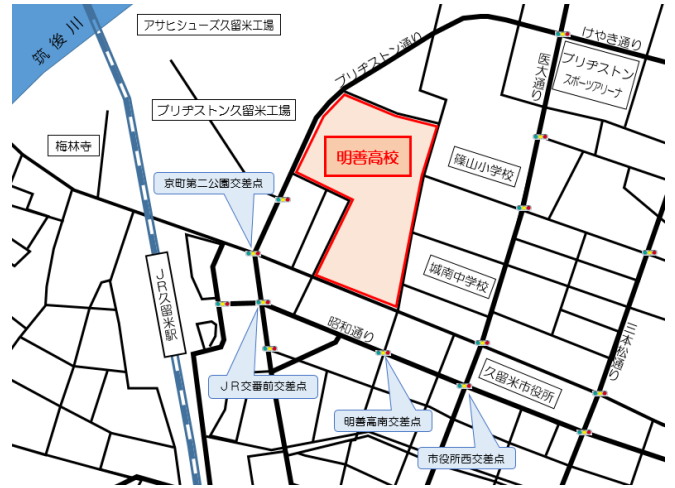 筑後川
アサヒシューズ久留米工場
ブリヂストン通り
けやき通り
医大通り
ブリヂストン
スポーツアリーナ
ブリヂストン久留米工場
梅林寺
明善高校
篠山小学校
京町第二公園交差点
城南中学校
JR久留米駅
昭和通り
三本松通り
久留米市役所
JR交番前交差点
明善高南交差点
市役所西交差点